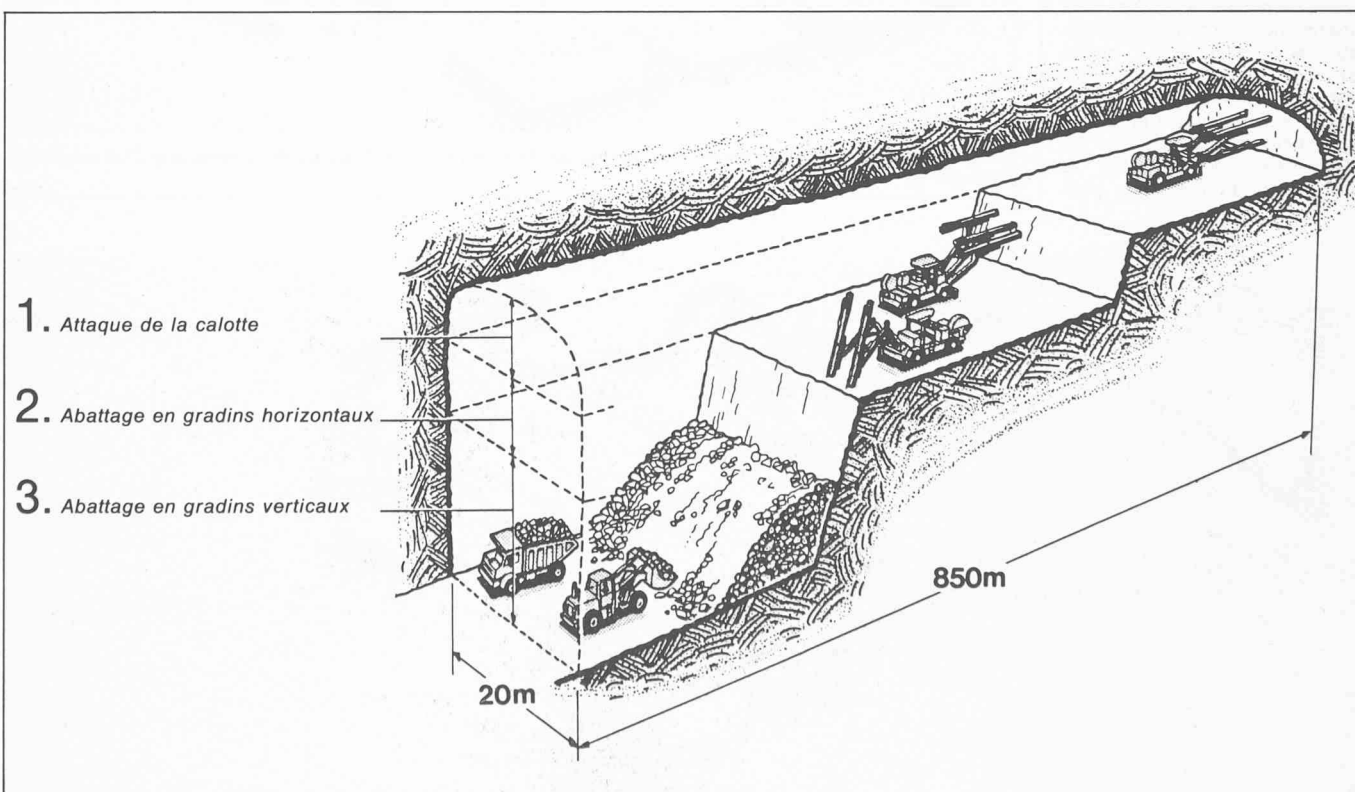 1. Attaque de la calotte
2. Abattage en gradins horizontaux
3. Abattage en gradins verticaux
850m
20m